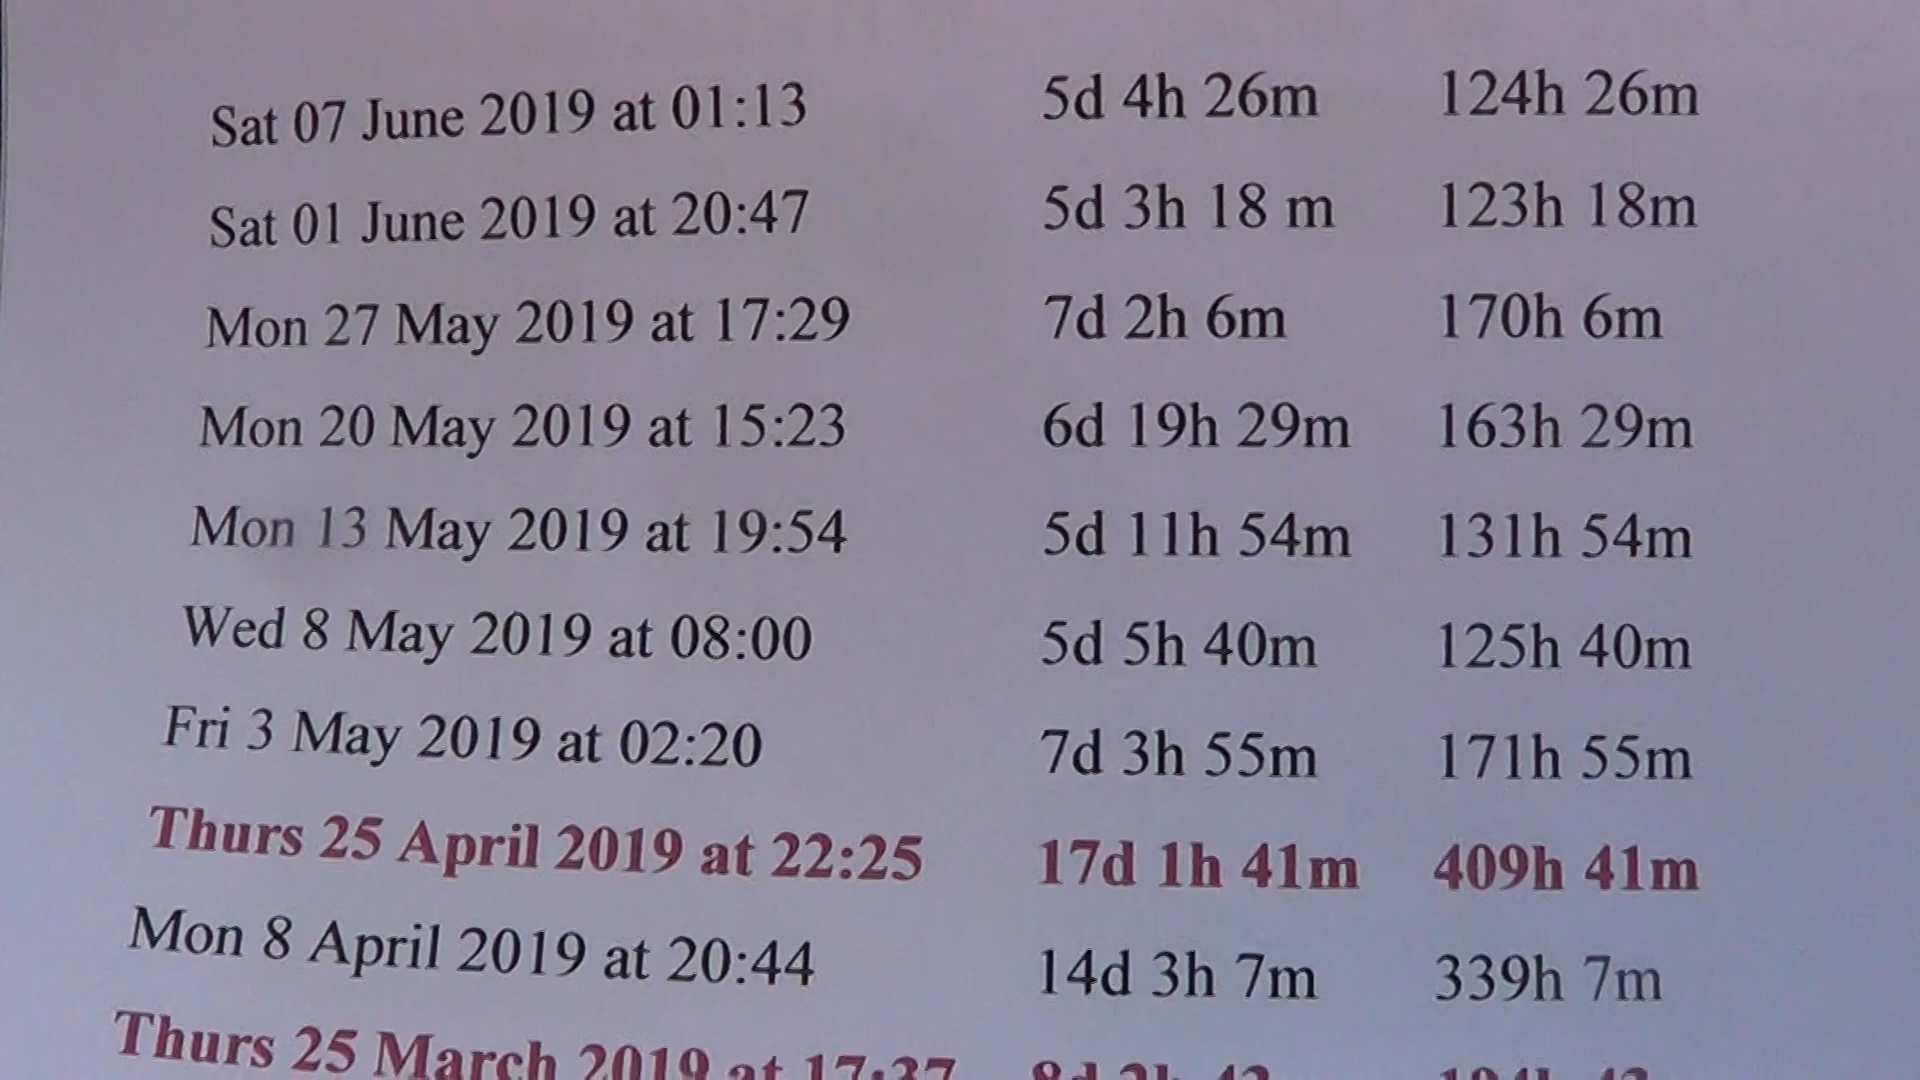 Sat 07 June 2019 at 01:13 5d 4h 26m 124h 26m
Sat 01 June 2019 at 20:47 5d 3h 18 m 123h 18m
Mon 27 May 2019 at 17:29 7d 2h 6m 170h 6m
Mon 20 May 2019 at 15:23 6d 19h 29m 163h 29m
Mon 13 May 2019 at 19:54 5d 11h 54m 131h 54m
Wed 8 May 2019 at 08:00 5d 5h 40m 125h 40m
Fri 3 May 2019 at 02:20 7d 3h 55m 171h 55m
Thurs 25 April 2019 at 22:25 17d 1h 41m 409h 41m
Mon 8 April 2019 at 20:44 14d 3h 7m 339h 7m
Thurs 25 March 2019 at 17:37